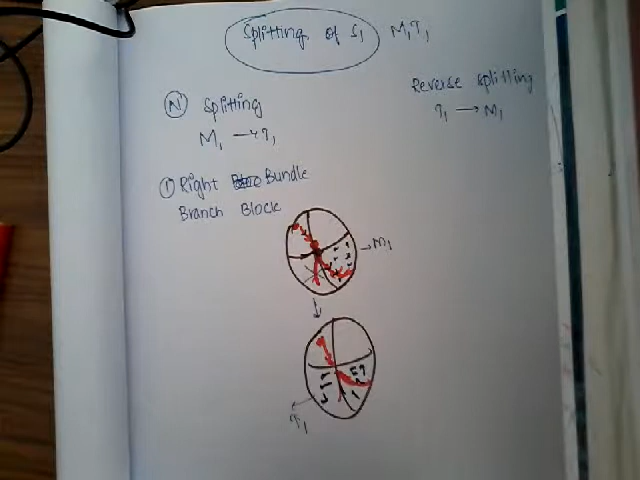 Splitting of S1 M1T1
(N) Splitting
M1 → T1
Reverse splitting
T1 → M1
① Right Bundle
Branch Block
→ M1
T1